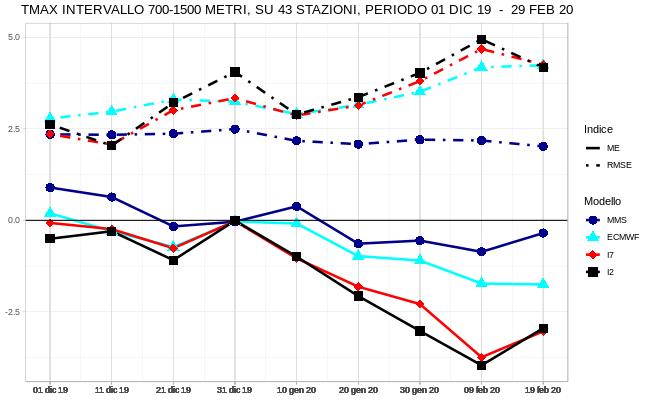 TMAX INTERVALLO 700-1500 METRI, SU 43 STAZIONI, PERIODO 01 DIC 19 - 29 FEB 20
5.0
2.5
0.0
-2.5
01 dic 19 11 dic 19 21 dic 19 31 dic 19 10 gen 20 20 gen 20 30 gen 20 09 feb 20 19 feb 20
Indice
ME
RMSE
Modello
MMS
ECMWF
I7
I2